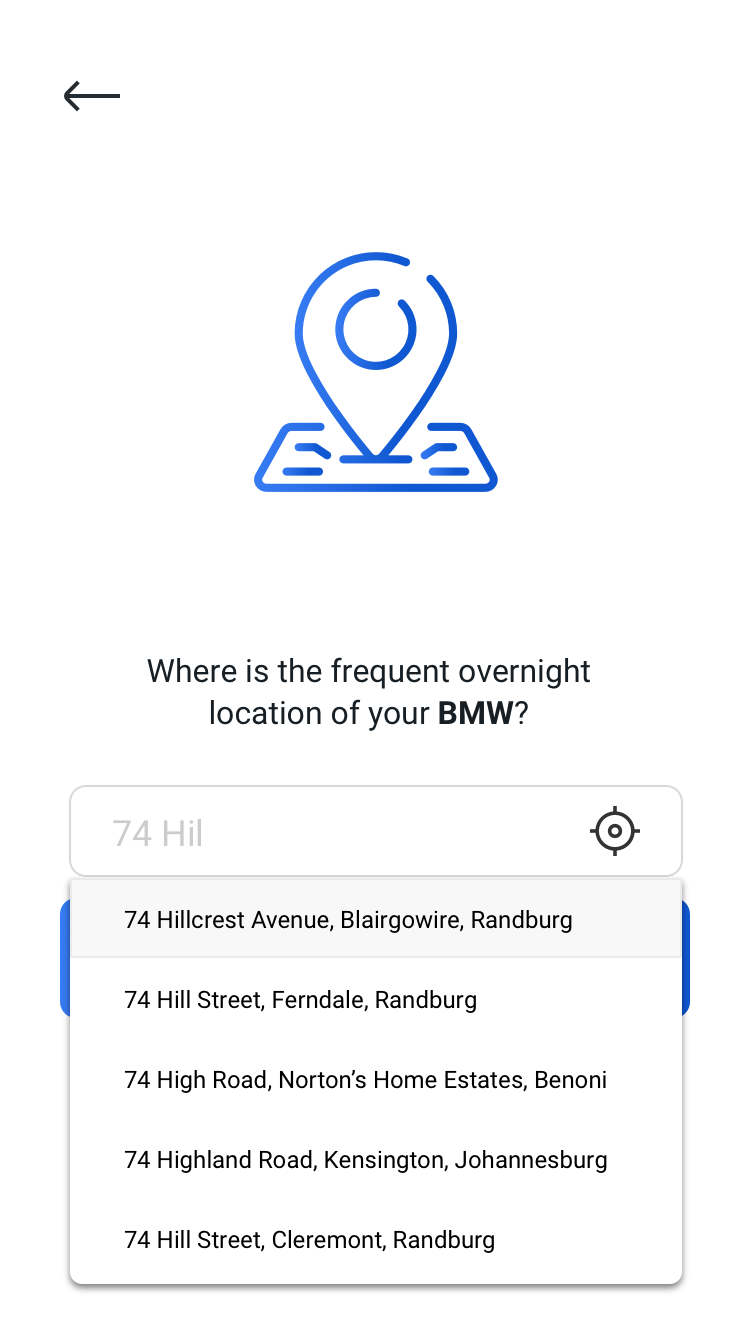 Where is the frequent overnight
location of your BMW?
74 Hil
74 Hillcrest Avenue, Blairgowire, Randburg
74 Hill Street, Ferndale, Randburg
74 High Road, Norton’s Home Estates, Benoni
74 Highland Road, Kensington, Johannesburg
74 Hill Street, Cleremont, Randburg